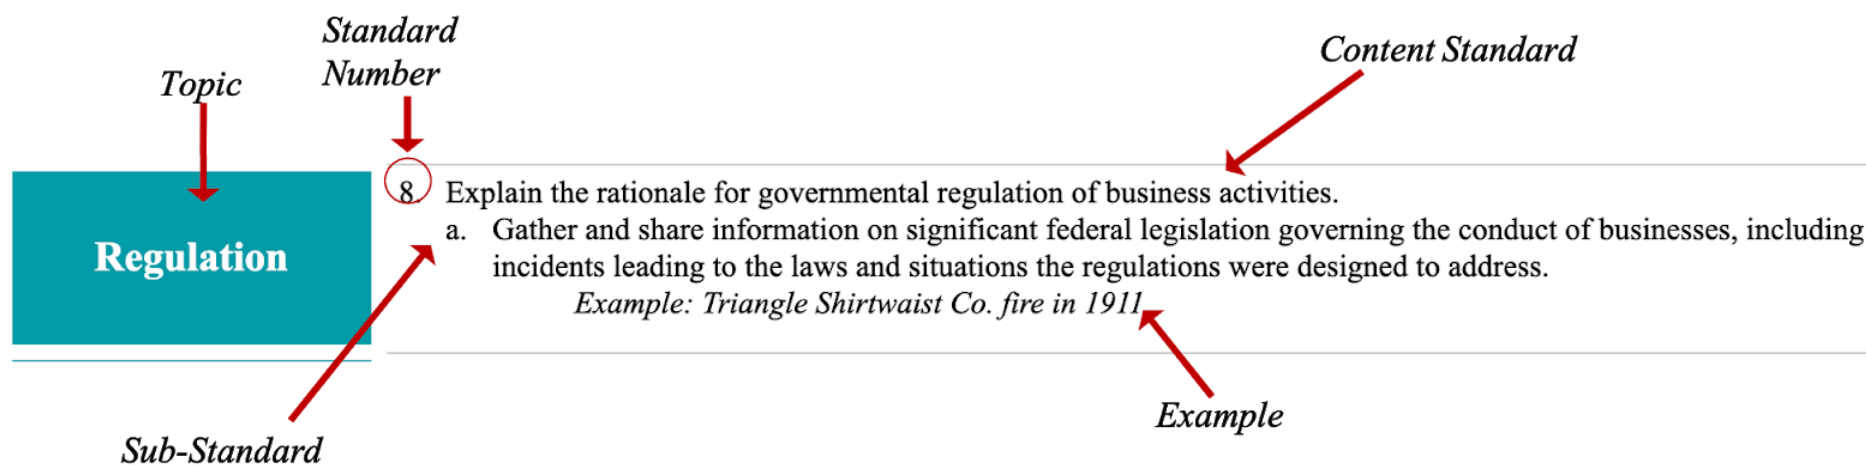 Standard
Number
Topic
Content Standard
Regulation
8. Explain the rationale for governmental regulation of business activities.
a. Gather and share information on significant federal legislation governing the conduct of businesses, including
incidents leading to the laws and situations the regulations were designed to address.
Example: Triangle Shirtwaist Co. fire in 1911
Sub-Standard
Example